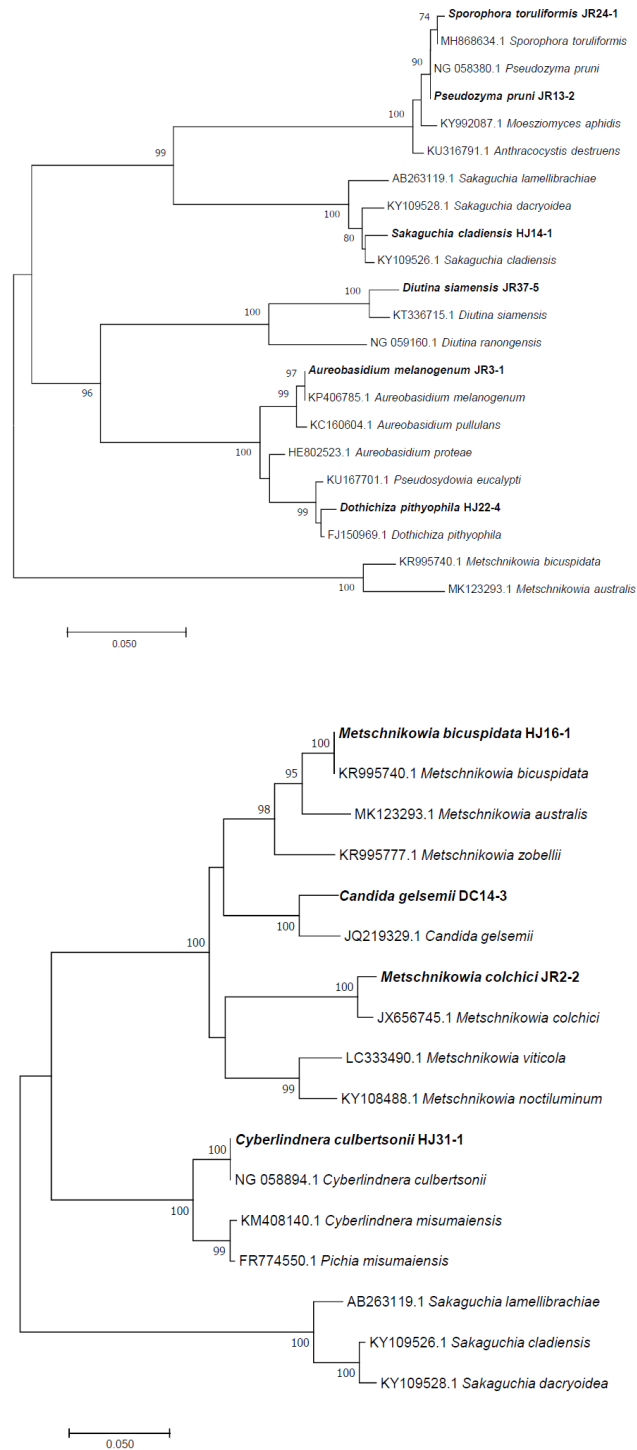 74
Sporophora toruliformis JR24-1
MH868634.1 Sporophora toruliformis
90
NG 058380.1 Pseudozyma pruni
Pseudozyma pruni JR13-2
100
KY992087.1 Moesziomyces aphidis
99
KU316791.1 Anthracocystis destruens
AB263119.1 Sakaguchia lamellibrachiae
100
KY109528.1 Sakaguchia dacryoidea
80
Sakaguchia cladiensis HJ14-1
KY109526.1 Sakaguchia cladiensis
100
Diutina siamensis JR37-5
100
KT336715.1 Diutina siamensis
NG 059160.1 Diutina ranongensis
97
Aureobasidium melanogenum JR3-1
96
99
KP406785.1 Aureobasidium melanogenum
KC160604.1 Aureobasidium pullulans
100
HE802523.1 Aureobasidium proteae
KU167701.1 Pseudosydowia eucalypti
99
Dothichiza pithyophila HJ22-4
FJ150969.1 Dothichiza pithyophila
KR995740.1 Metschnikowia bicuspidata
100
MK123293.1 Metschnikowia australis
0.050
100
Metschnikowia bicuspidata HJ16-1
95
KR995740.1 Metschnikowia bicuspidata
98
MK123293.1 Metschnikowia australis
KR995777.1 Metschnikowia zobellii
Candida gelsemii DC14-3
100
JQ219329.1 Candida gelsemii
100
100
Metschnikowia colchici JR2-2
JX656745.1 Metschnikowia colchici
LC333490.1 Metschnikowia viticola
99
KY108488.1 Metschnikowia noctiluminum
100
Cyberlindnera culbertsonii HJ31-1
NG 058894.1 Cyberlindnera culbertsonii
100
KM408140.1 Cyberlindnera misumaiensis
99
FR774550.1 Pichia misumaiensis
AB263119.1 Sakaguchia lamellibrachiae
100
KY109526.1 Sakaguchia cladiensis
100
KY109528.1 Sakaguchia dacryoidea
0.050